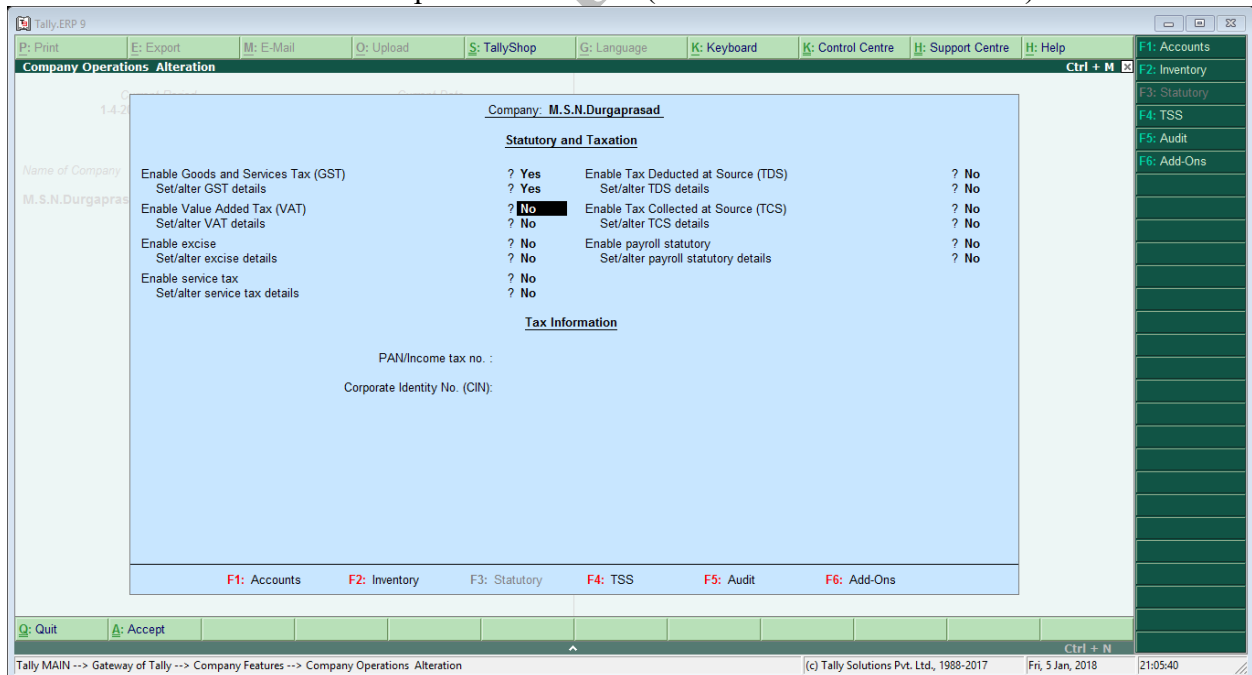 Tally.ERP 9
P: Print E: Export M: E-Mail O: Upload S: TallyShop G: Language K: Keyboard K: Control Centre H: Support Centre H: Help
Company Operations Alteration Ctrl + M
Company: M.S.N.Durgaprasad
Statutory and Taxation
Name of Company
M.S.N.Durgapras
Enable Goods and Services Tax (GST) ? Yes Enable Tax Deducted at Source (TDS) ? No
Set/alter GST details ? Yes Set/alter TDS details ? No
Enable Value Added Tax (VAT) ? No Enable Tax Collected at Source (TCS) ? No
Set/alter VAT details ? No Set/alter TCS details ? No
Enable excise ? No Enable payroll statutory ? No
Set/alter excise details ? No Set/alter payroll statutory details ? No
Enable service tax ? No
Set/alter service tax details ? No
Tax Information
PAN/Income tax no. :
Corporate Identity No. (CIN):
F1: Accounts F2: Inventory F3: Statutory F4: TSS F5: Audit F6: Add-Ons
F1: Accounts
F2: Inventory
F3: Statutory
F4: TSS
F5: Audit
F6: Add-Ons
Q: Quit A: Accept
Ctrl + N
Tally MAIN --> Gateway of Tally --> Company Features --> Company Operations Alteration (c) Tally Solutions Pvt. Ltd., 1988-2017 Fri, 5 Jan, 2018 21:05:40